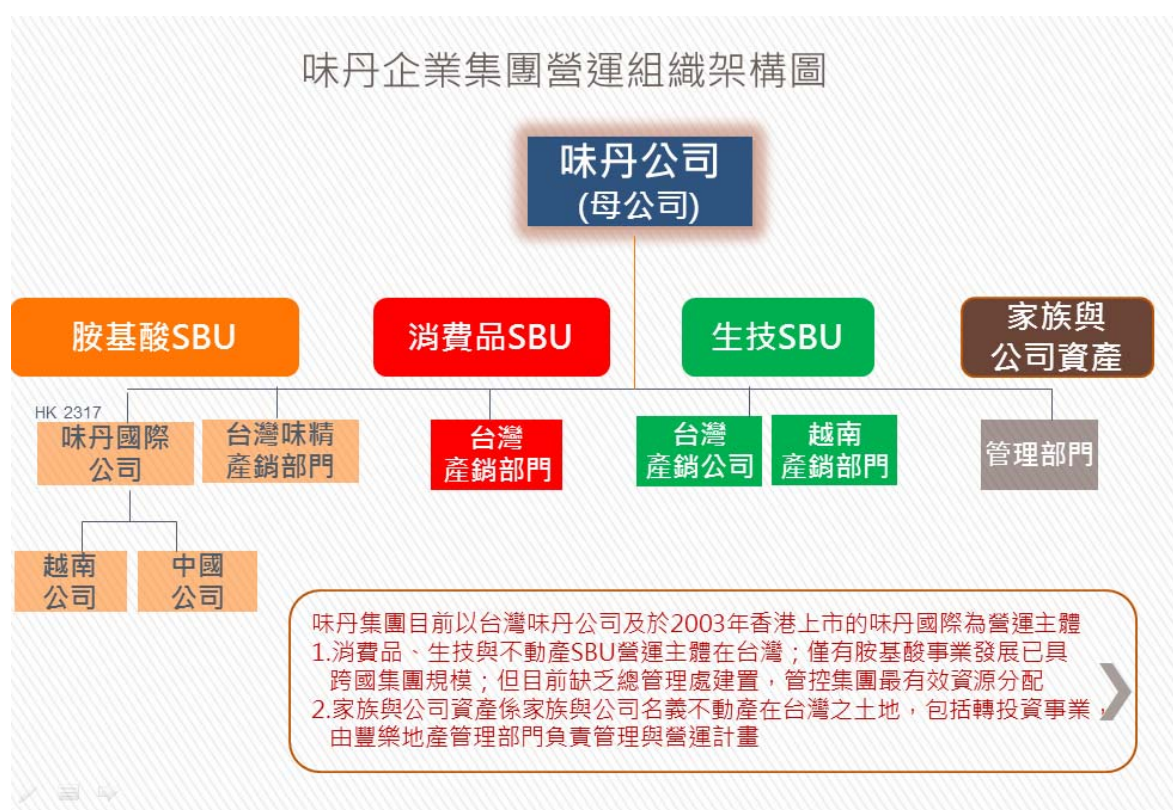 味丹企業集團營運組織架構圖
味丹公司
(母公司)
胺基酸SBU
消費品SBU
生技SBU
家族與
公司資產
HK 2317
味丹國際
公司
台灣味精
產銷部門
台灣
產銷部門
台灣
產銷公司
越南
產銷部門
管理部門
越南
公司
中國
公司
味丹集團目前以台灣味丹公司及於2003年香港上市的味丹國際為營運主體
1.消費品、生技與不動產SBU營運主體在台灣；僅有胺基酸事業發展已具
跨國集團規模；但目前缺乏總管理處建置，管控集團最有效資源分配
2.家族與公司資產係家族與公司名義不動產在台灣之土地，包括轉投資事業，
由豐樂地產管理部門負責管理與營運計畫